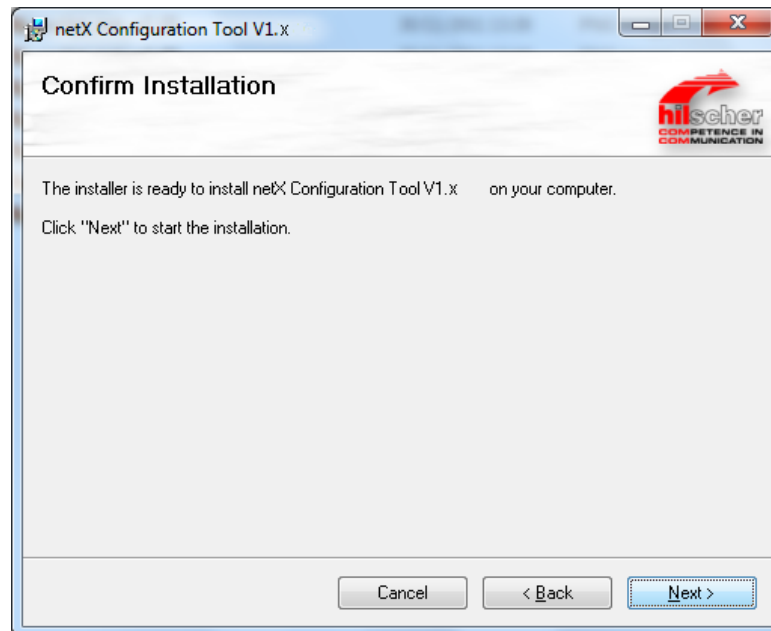 netX Configuration Tool V1.x
Confirm Installation
hilscher
COMPETENCE IN
COMMUNICATION
The installer is ready to install netX Configuration Tool V1.x on your computer.
Click "Next" to start the installation.
Cancel
< Back
Next >